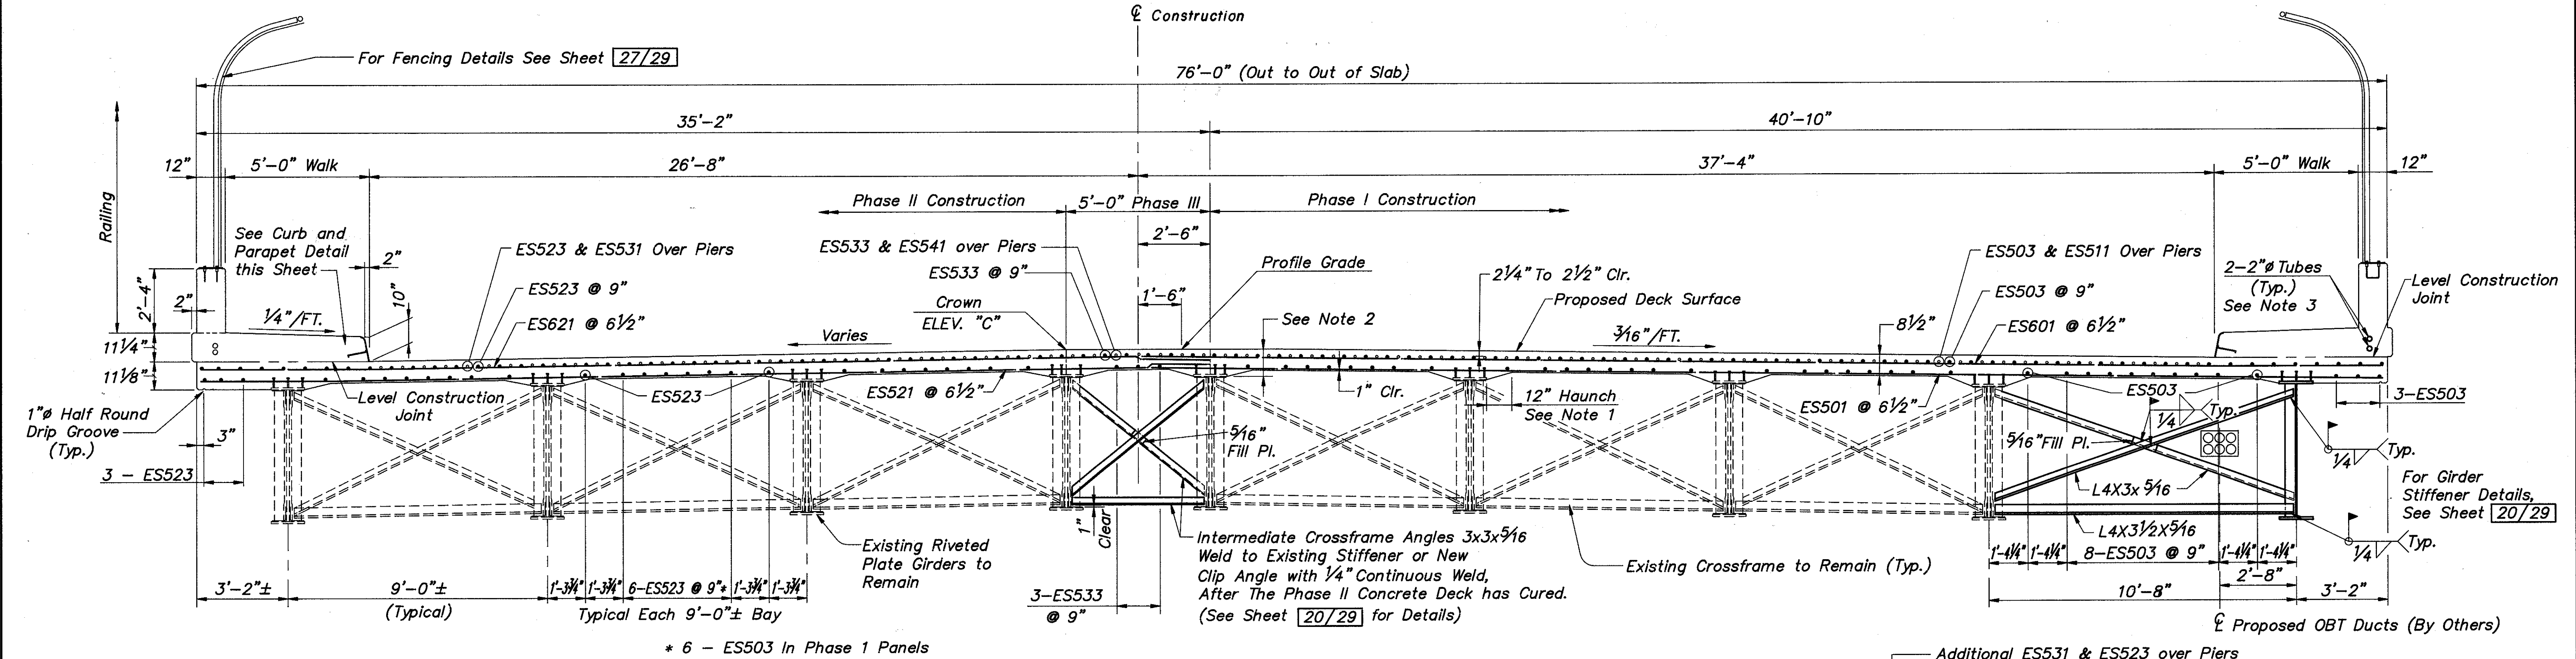 ℄ Construction
For Fencing Details See Sheet 27/29
76'-0" (Out to Out of Slab)
35'-2"
40'-10"
12"
5'-0" Walk
26'-8"
37'-4"
5'-0" Walk
12"
Railing
Phase II Construction
5'-0" Phase III
Phase I Construction
2'-6"
See Curb and
Parapet Detail
this Sheet
2"
ES523 & ES531 Over Piers
ES523 @ 9"
ES621 @ 6½"
ES533 & ES541 over Piers
ES533 @ 9"
Profile Grade
1'-6"
Crown
ELEV. "C"
See Note 2
2¼" To 2½" Clr.
Proposed Deck Surface
ES503 & ES511 Over Piers
ES503 @ 9"
ES601 @ 6½"
2-2"ø Tubes
(Typ.)
See Note 3
Level Construction
Joint
2'-4"
2"
10"
¼"/FT.
Varies
3/16"/FT.
8½"
11¼"
11⅛"
Level Construction
Joint
ES523
ES521 @ 6½"
1" Clr.
12" Haunch
See Note 1
ES501 @ 6½"
ES503
3-ES503
1"ø Half Round
Drip Groove
(Typ.)
3"
3 - ES523
5/16"
Fill Pl.
5/16" Fill Pl.
1/4
Typ.
1/4
Typ.
L4X3x 5/16
L4X3½X5/16
For Girder
Stiffener Details,
See Sheet 20/29
1/4
Typ.
1"
Clear
Existing Riveted
Plate Girders to
Remain
Intermediate Crossframe Angles 3x3x5/16
Weld to Existing Stiffener or New
Clip Angle with ¼" Continuous Weld,
After The Phase II Concrete Deck has Cured.
(See Sheet 20/29 for Details)
Existing Crossframe to Remain (Typ.)
3'-2"±
9'-0"±
(Typical)
1'-3¾"
1'-3¾"
6-ES523 @ 9"*
1'-3¾"
1'-3¾"
Typical Each 9'-0"± Bay
3-ES533
@ 9"
1'-4¼"
1'-4¼"
8-ES503 @ 9"
1'-4¼"
1'-4¼"
2'-8"
10'-8"
3'-2"
℄ Proposed OBT Ducts (By Others)
* 6 - ES503 In Phase 1 Panels
Additional ES531 & ES523 over Piers